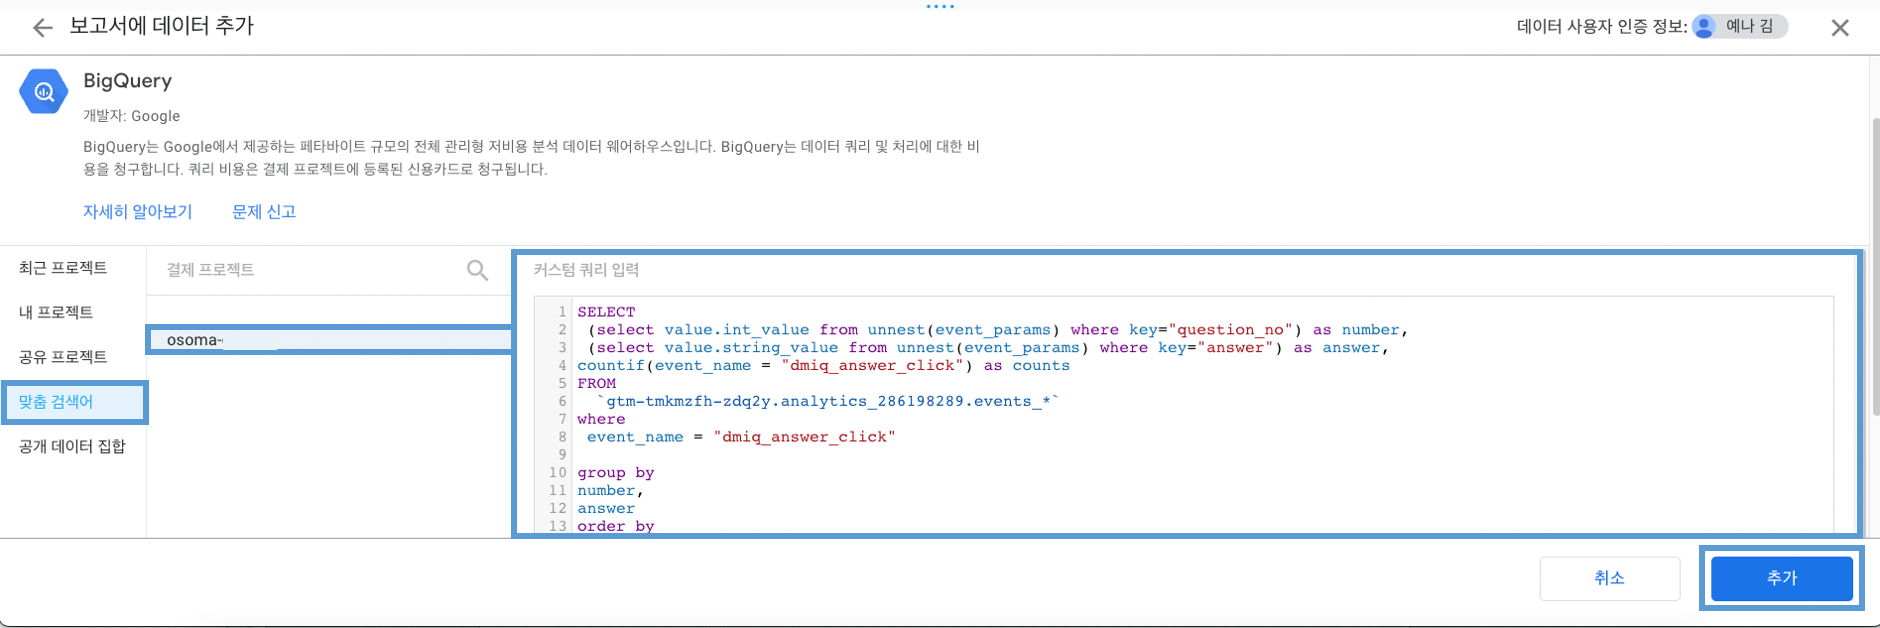 보고서에 데이터 추가
데이터 사용자 인증 정보: 예나 김
BigQuery
개발자: Google
BigQuery는 Google에서 제공하는 페타바이트 규모의 전체 관리형 저비용 분석 데이터 웨어하우스입니다. BigQuery는 데이터 쿼리 및 처리에 대한 비
용을 청구합니다. 쿼리 비용은 결제 프로젝트에 등록된 신용카드로 청구됩니다.
자세히 알아보기 문제 신고
최근 프로젝트
내 프로젝트
공유 프로젝트
맞춤 검색어
공개 데이터 집합
결제 프로젝트
osoma-
커스텀 쿼리 입력
1 SELECT
2 (select value.int_value from unnest(event_params) where key="question_no") as number,
3 (select value.string_value from unnest(event_params) where key="answer") as answer,
4 countif(event_name = "dmiq_answer_click") as counts
5 FROM
6 `gtm-tmkmzfh-zdq2y.analytics_286198289.events_*`
7 where
8 event_name = "dmiq_answer_click"
9
10 group by
11 number,
12 answer
13 order by
취소 추가